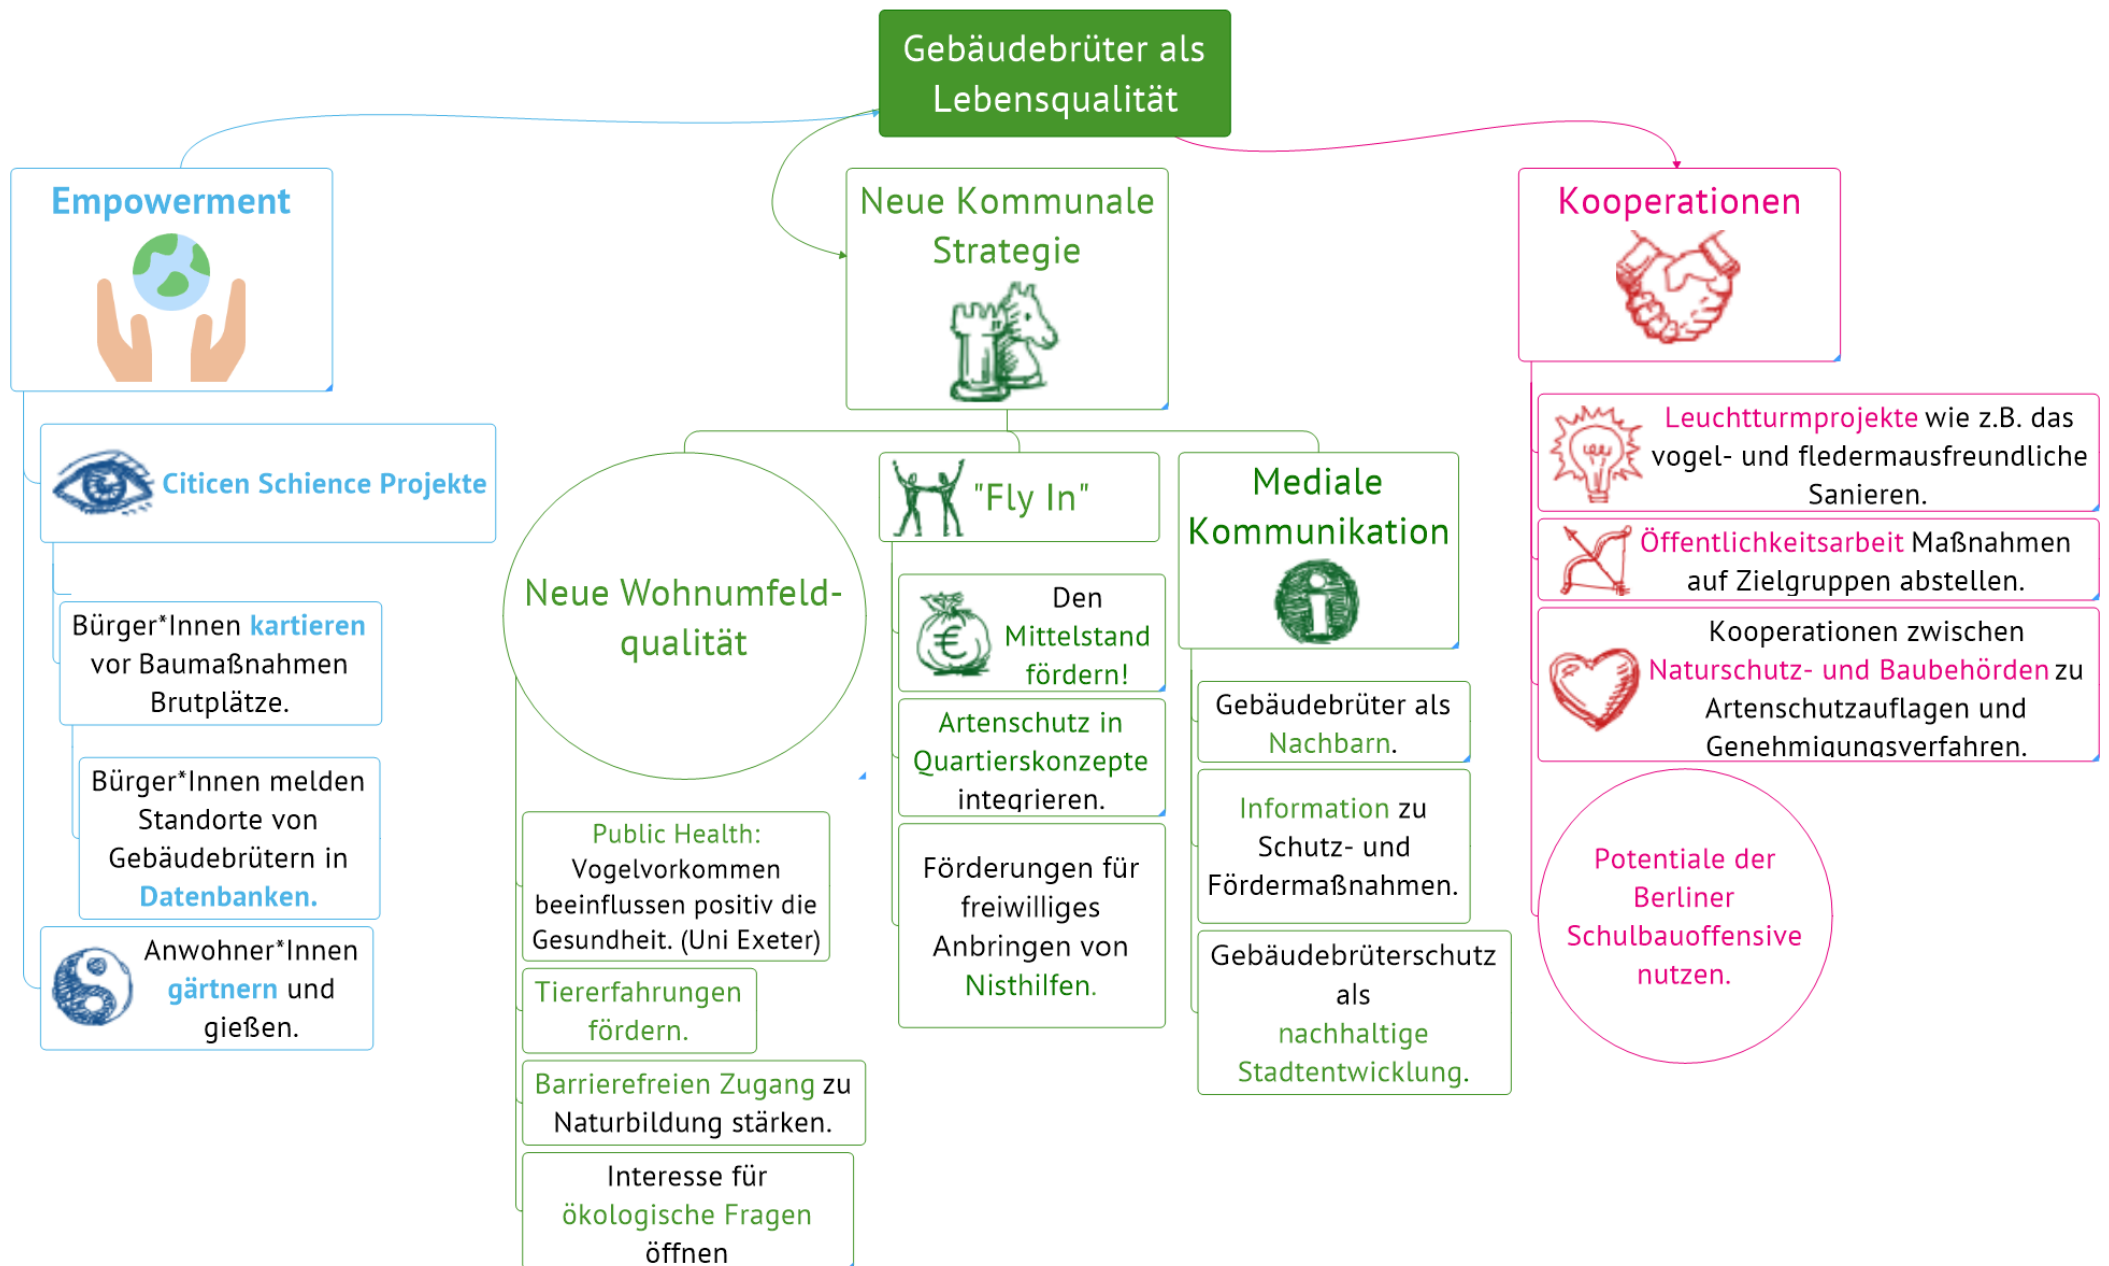 Gebäudebrüter als
Lebensqualität
Empowerment
Citicen Schience Projekte
Bürger*Innen kartieren
vor Baumaßnahmen
Brutplätze.
Bürger*Innen melden
Standorte von
Gebäudebrütern in
Datenbanken.
Anwohner*Innen
gärtnern und
gießen.
Neue Kommunale
Strategie
Neue Wohnumfeld-
qualität
Public Health:
Vogelvorkommen
beeinflussen positiv die
Gesundheit. (Uni Exeter)
Tiererfahrungen
fördern.
Barrierefreien Zugang zu
Naturbildung stärken.
Interesse für
ökologische Fragen
öffnen
"Fly In"
€
Den
Mittelstand
fördern!
Artenschutz in
Quartierskonzepte
integrieren.
Förderungen für
freiwilliges
Anbringen von
Nisthilfen.
Mediale
Kommunikation
i
Gebäudebrüter als
Nachbarn.
Information zu
Schutz- und
Fördermaßnahmen.
Gebäudebrüterschutz
als
nachhaltige
Stadtentwicklung.
Kooperationen
Leuchtturmprojekte wie z.B. das
vogel- und fledermausfreundliche
Sanieren.
Öffentlichkeitsarbeit Maßnahmen
auf Zielgruppen abstellen.
Kooperationen zwischen
Naturschutz- und Baubehörden zu
Artenschutzauflagen und
Genehmigungsverfahren.
Potentiale der
Berliner
Schulbauoffensive
nutzen.